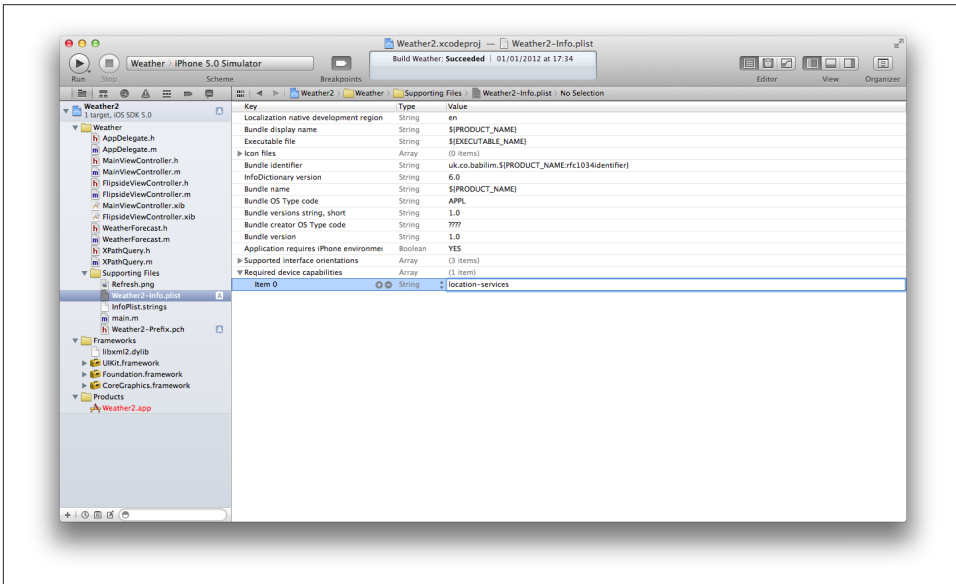 Weather2.xcodeproj — Weather2-Info.plist
Weather iPhone 5.0 Simulator
Build Weather: Succeeded 01/01/2012 at 17:34
Run Stop Scheme Breakpoints Editor View Organizer
Weather2 Weather Supporting Files Weather2-Info.plist No Selection
Weather2
1 target, iOS SDK 5.0
Weather
AppDelegate.h
AppDelegate.m
MainViewController.h
MainViewController.m
FlipsideViewController.h
FlipsideViewController.m
MainViewController.xib
FlipsideViewController.xib
WeatherForecast.h
WeatherForecast.m
XPathQuery.h
XPathQuery.m
Supporting Files
Refresh.png
Weather2-Info.plist A
InfoPlist.strings
main.m
Weather2-Prefix.pch A
Frameworks
libxml2.dylib
UIKit.framework
Foundation.framework
CoreGraphics.framework
Products
Weather2.app
Key Type Value
Localization native development region String en
Bundle display name String ${PRODUCT_NAME}
Executable file String ${EXECUTABLE_NAME}
Icon files Array (0 items)
Bundle identifier String uk.co.babilim.${PRODUCT_NAME:rfc1034identifier}
InfoDictionary version String 6.0
Bundle name String ${PRODUCT_NAME}
Bundle OS Type code String APPL
Bundle versions string, short String 1.0
Bundle creator OS Type code String ????
Bundle version String 1.0
Application requires iPhone environmer Boolean YES
Supported interface orientations Array (3 items)
Required device capabilities Array (1 item)
Item 0 String location-services